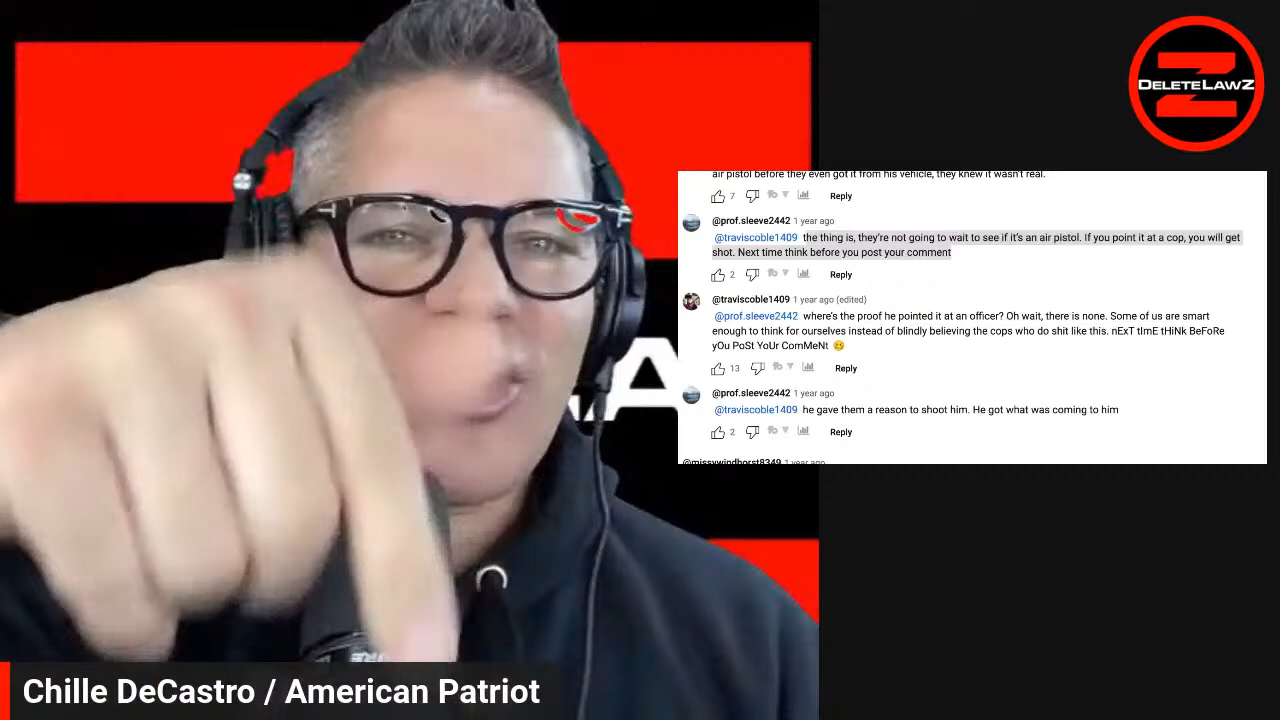 DELETELAWZ
air pistol before they even got it from his vehicle, they knew it wasn't real.
7 Reply
@prof.sleeve2442 1 year ago
@traviscoble1409 the thing is, they're not going to wait to see if it's an air pistol. If you point it at a cop, you will get
shot. Next time think before you post your comment
2 Reply
@traviscoble1409 1 year ago (edited)
@prof.sleeve2442 where's the proof he pointed it at an officer? Oh wait, there is none. Some of us are smart
enough to think for ourselves instead of blindly believing the cops who do shit like this. nExT tImE tHiNk BeFoRe
yOu PoSt YoUr ComMeNt
13 Reply
@prof.sleeve2442 1 year ago
@traviscoble1409 he gave them a reason to shoot him. He got what was coming to him
2 Reply
@missywindhorst8349 1 year ago
Chille DeCastro / American Patriot